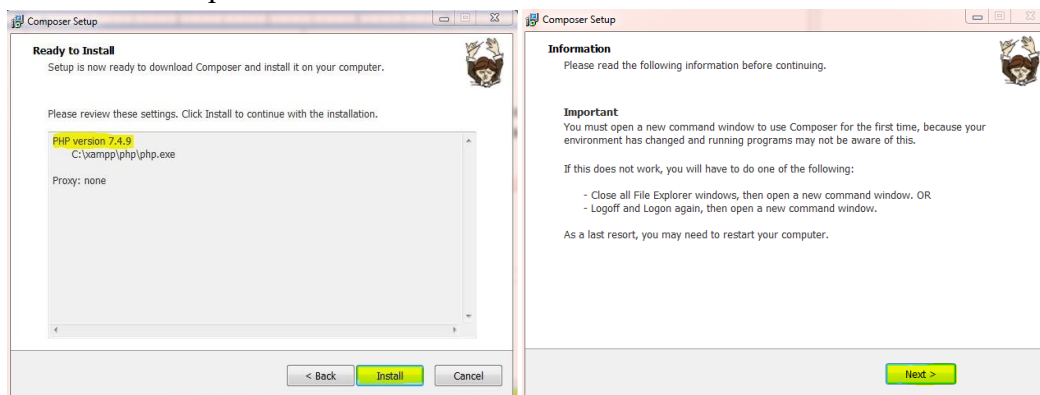 Composer Setup
Ready to Install
Setup is now ready to download Composer and install it on your computer.
Please review these settings. Click Install to continue with the installation.
PHP version 7.4.9
C:\xampp\php\php.exe
Proxy: none
< Back
Install
Cancel
Composer Setup
Information
Please read the following information before continuing.
Important
You must open a new command window to use Composer for the first time, because your
environment has changed and running programs may not be aware of this.
If this does not work, you will have to do one of the following:
- Close all File Explorer windows, then open a new command window. OR
- Logoff and Logon again, then open a new command window.
As a last resort, you may need to restart your computer.
Next >